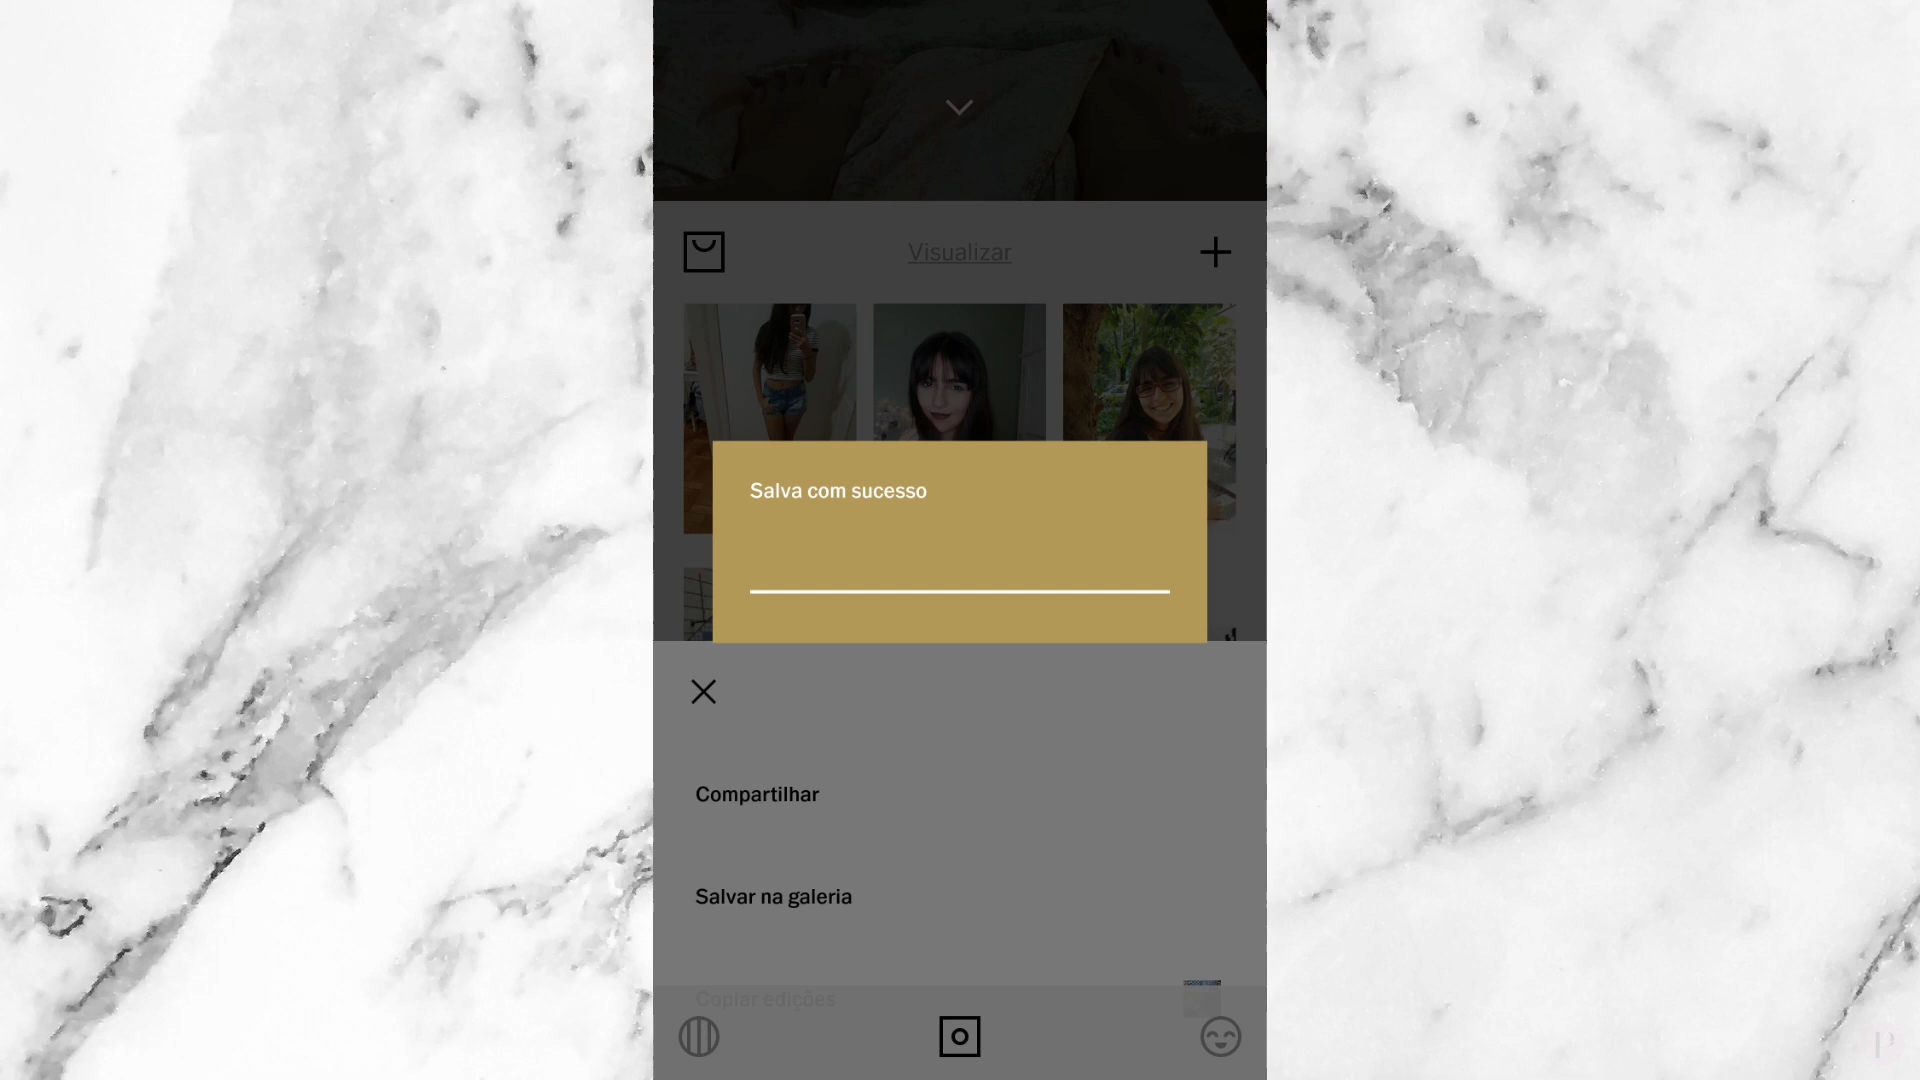 Visualizar
Salva com sucesso
Compartilhar
Salvar na galeria
Copiar edições
P